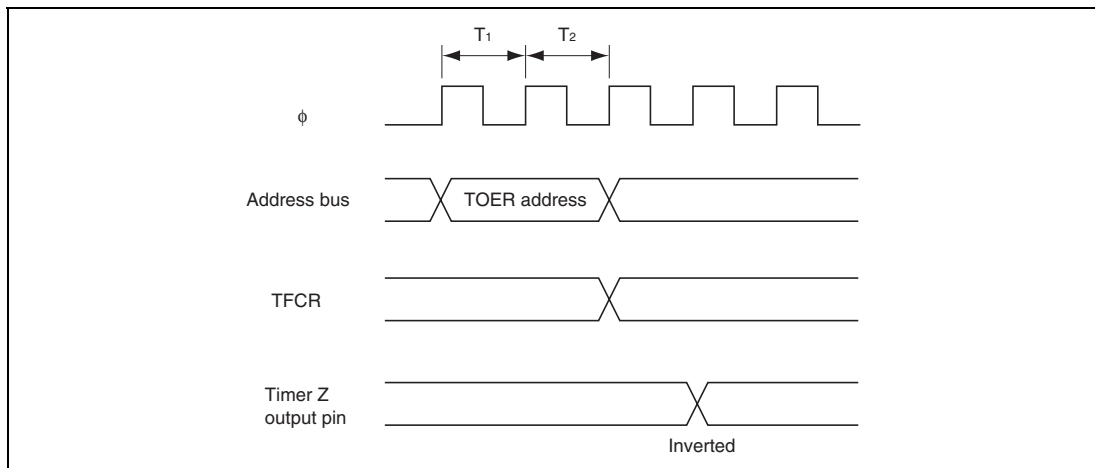 T1
T2
ϕ
Address bus
TOER address
TFCR
Timer Z
output pin
Inverted